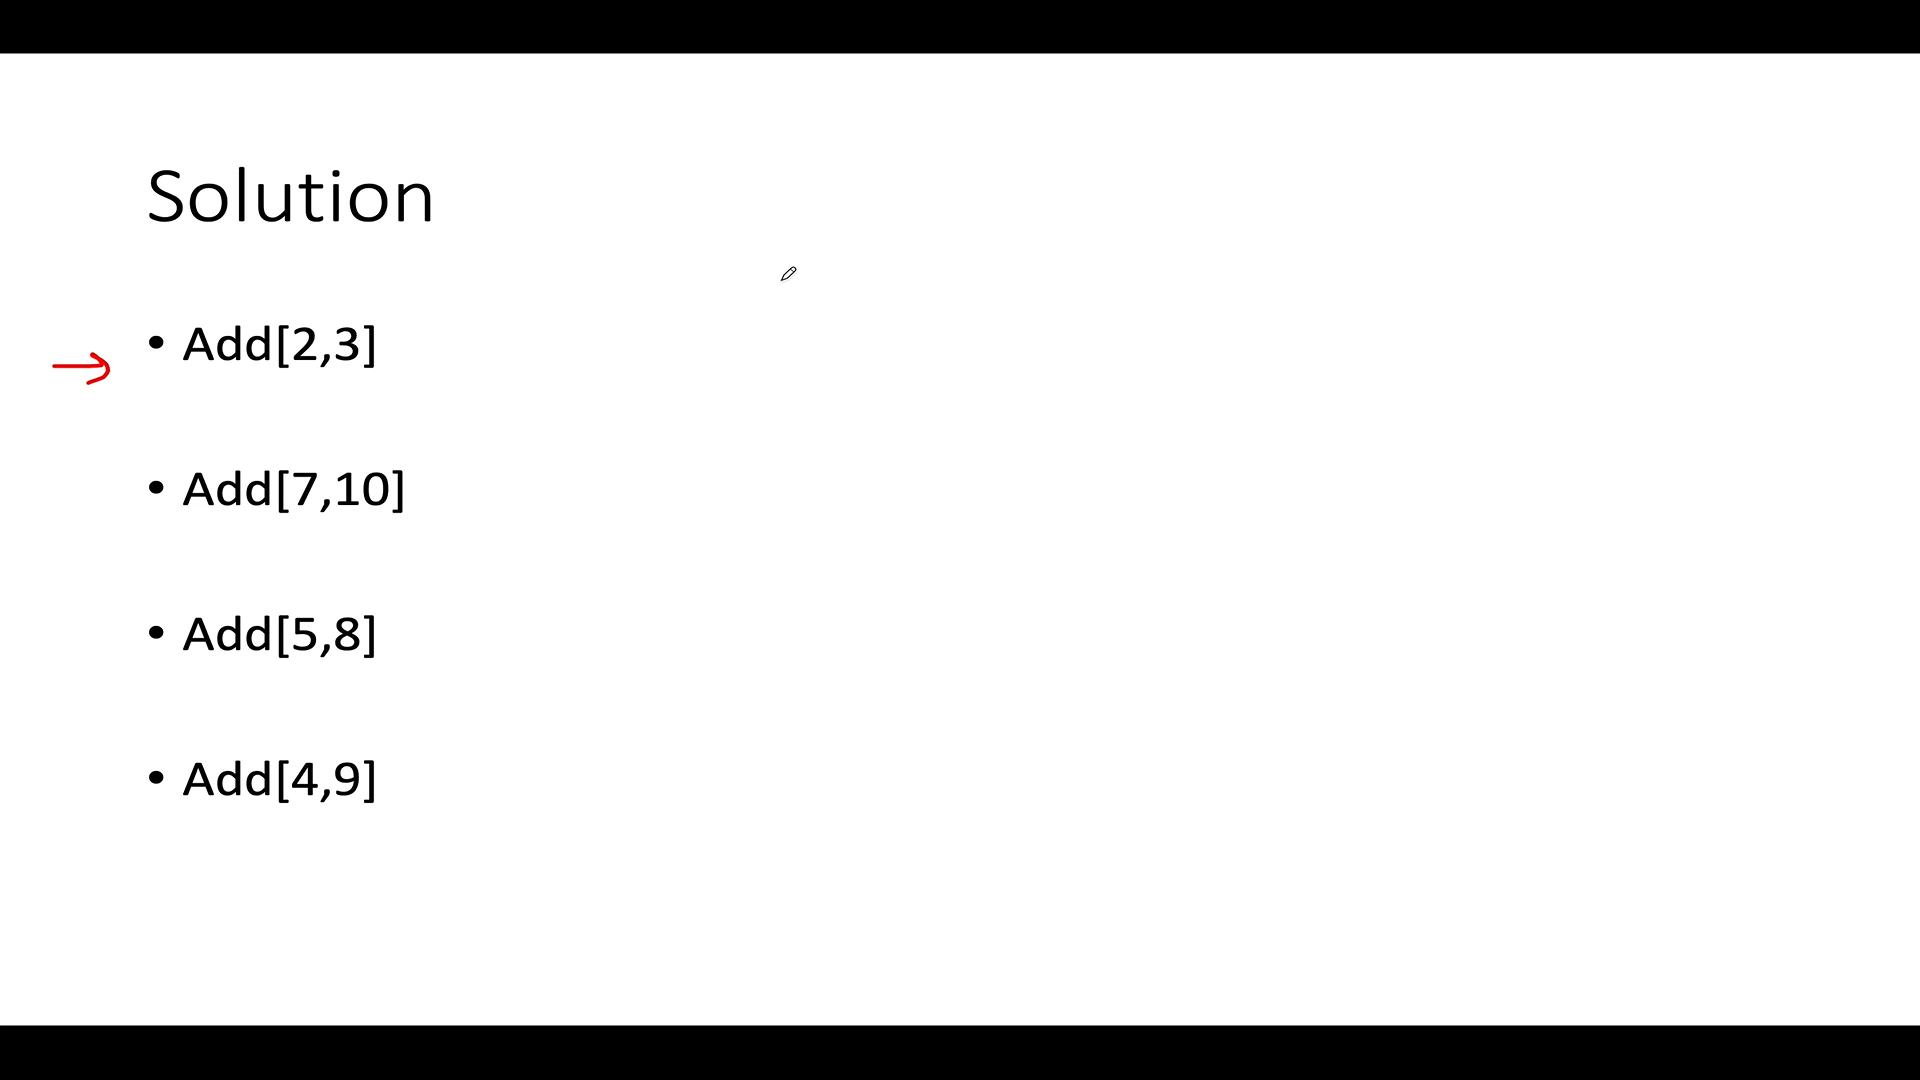 Solution
• Add[2,3]
• Add[7,10]
• Add[5,8]
• Add[4,9]